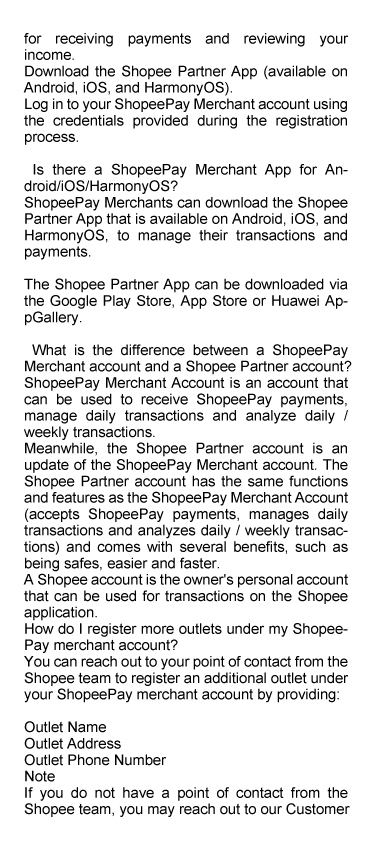 for receiving payments and reviewing your
income.
Download the Shopee Partner App (available on
Android, iOS, and HarmonyOS).
Log in to your ShopeePay Merchant account using
the credentials provided during the registration
process.
Is there a ShopeePay Merchant App for An-
droid/iOS/HarmonyOS?
ShopeePay Merchants can download the Shopee
Partner App that is available on Android, iOS, and
HarmonyOS, to manage their transactions and
payments.
The Shopee Partner App can be downloaded via
the Google Play Store, App Store or Huawei Ap-
pGallery.
What is the difference between a ShopeePay
Merchant account and a Shopee Partner account?
ShopeePay Merchant Account is an account that
can be used to receive ShopeePay payments,
manage daily transactions and analyze daily /
weekly transactions.
Meanwhile, the Shopee Partner account is an
update of the ShopeePay Merchant account. The
Shopee Partner account has the same functions
and features as the ShopeePay Merchant Account
(accepts ShopeePay payments, manages daily
transactions and analyzes daily / weekly transac-
tions) and comes with several benefits, such as
being safes, easier and faster.
A Shopee account is the owner's personal account
that can be used for transactions on the Shopee
application.
How do I register more outlets under my Shopee-
Pay merchant account?
You can reach out to your point of contact from the
Shopee team to register an additional outlet under
your ShopeePay merchant account by providing:
Outlet Name
Outlet Address
Outlet Phone Number
Note
If you do not have a point of contact from the
Shopee team, you may reach out to our Customer